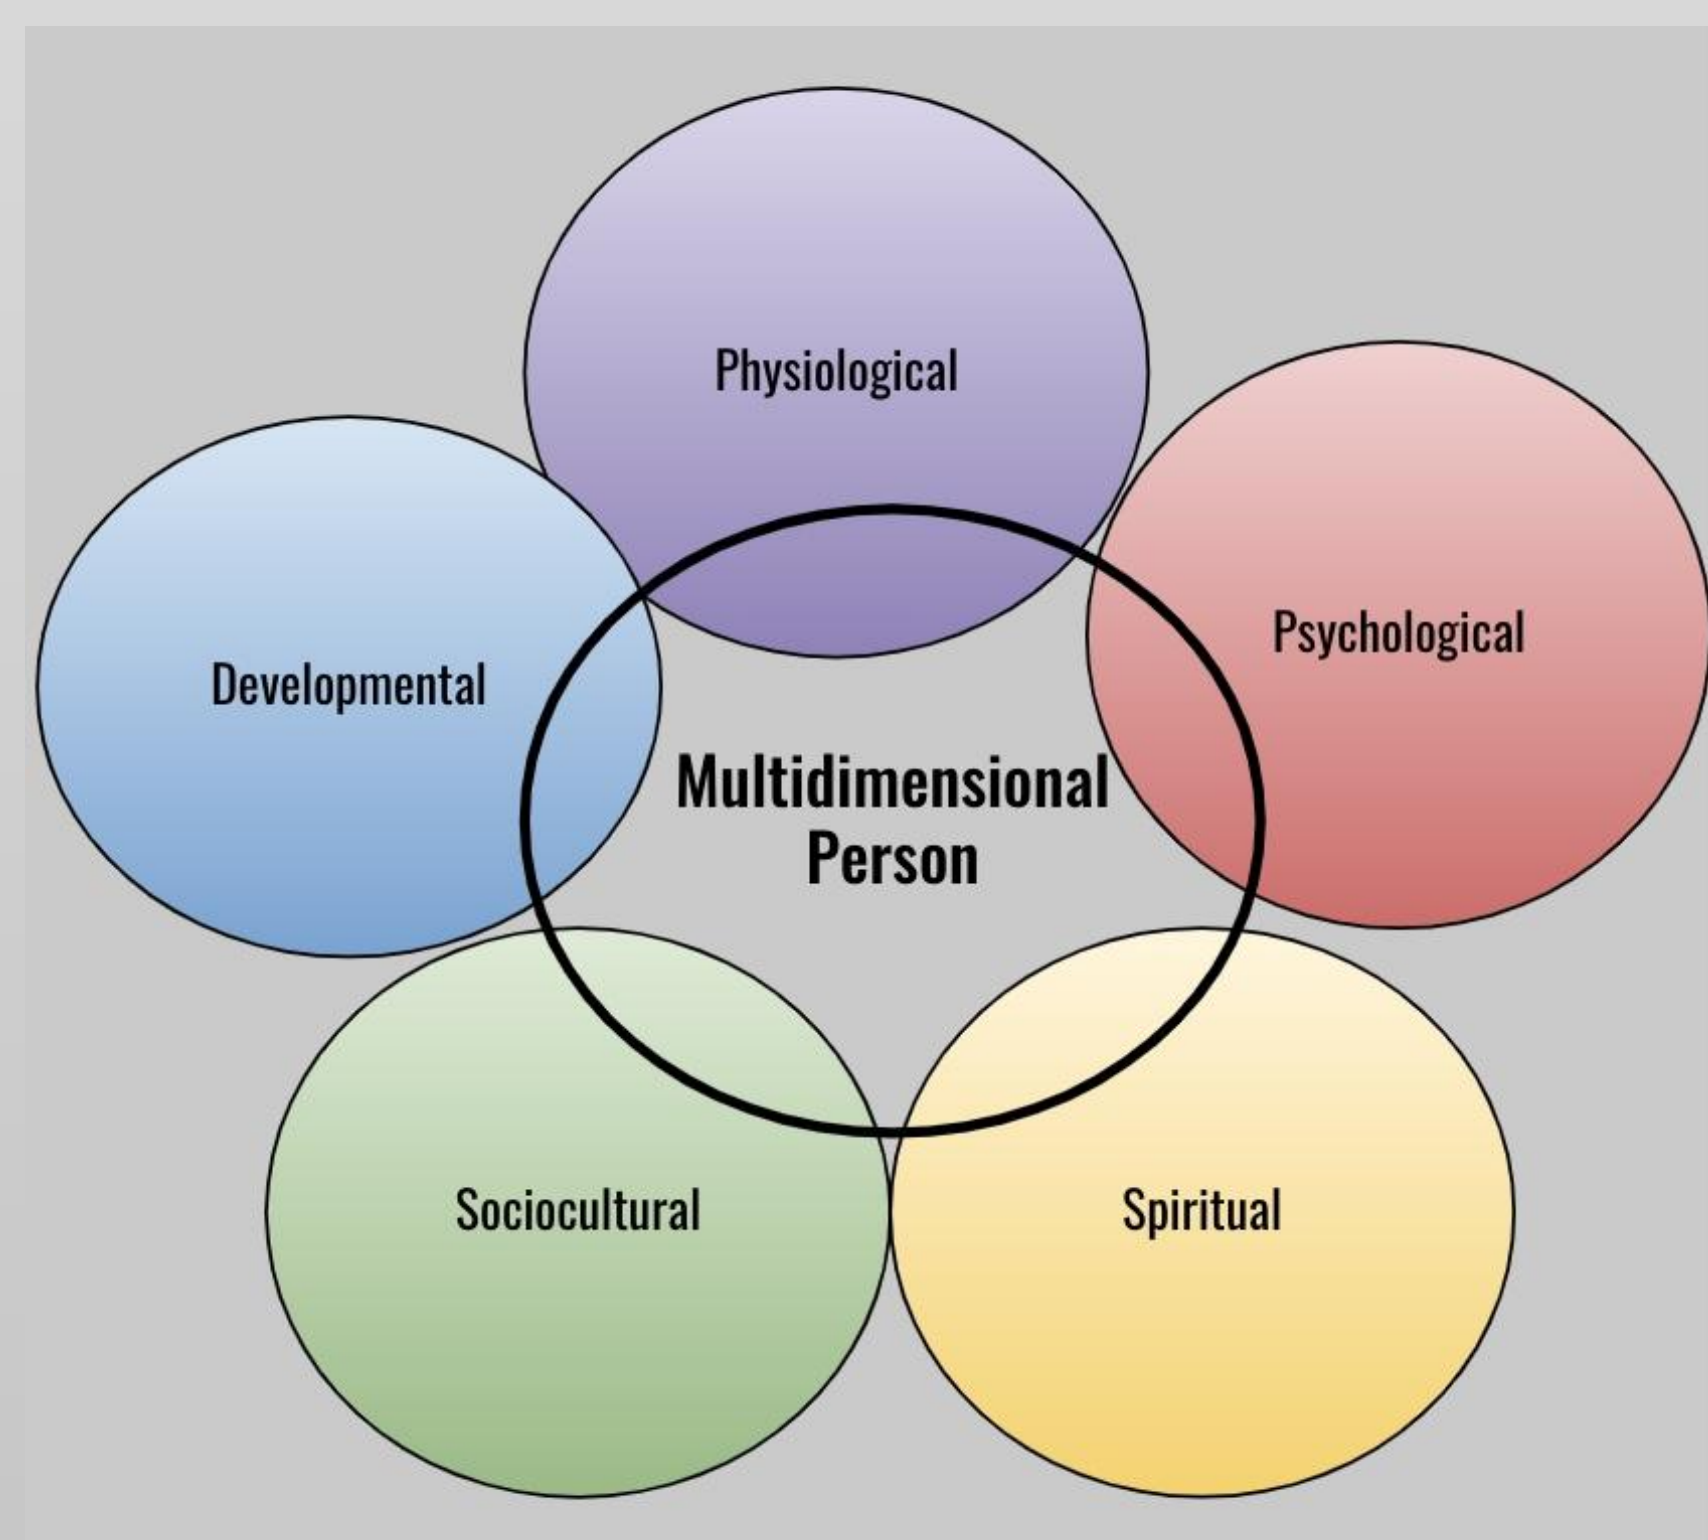 Physiological
Psychological
Developmental
Multidimensional
Person
Sociocultural
Spiritual